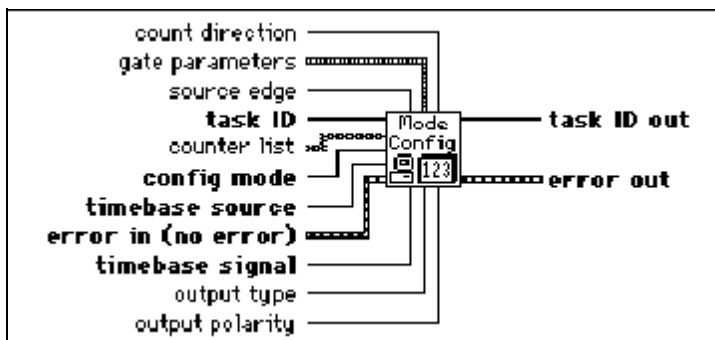 count direction
gate parameters
source edge
task ID
counter list
config mode
timebase source
error in (no error)
timebase signal
output type
output polarity
Mode
Config
123
task ID out
error out